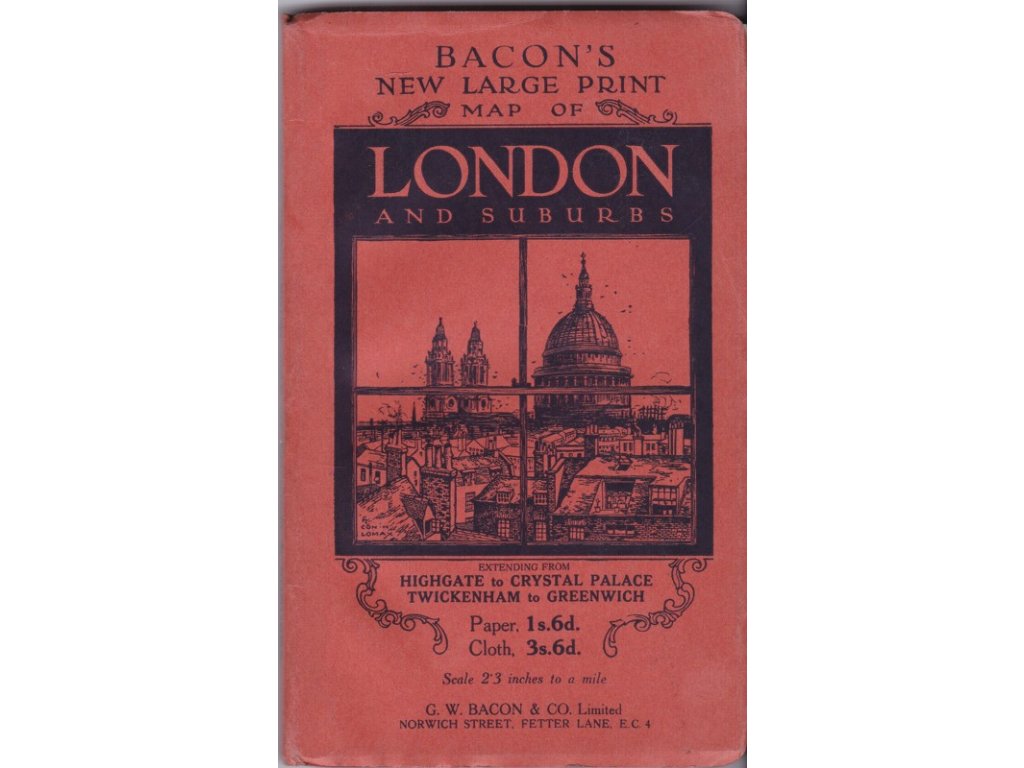 BACON'S
NEW LARGE PRINT
MAP OF
LONDON
AND SUBURBS
CON-H
LOMAX
EXTENDING FROM
HIGHGATE to CRYSTAL PALACE
TWICKENHAM to GREENWICH
Paper, 1s.6d.
Cloth, 3s.6d.
Scale 2·3 inches to a mile
G. W. BACON & CO. Limited
NORWICH STREET, FETTER LANE, E.C. 4